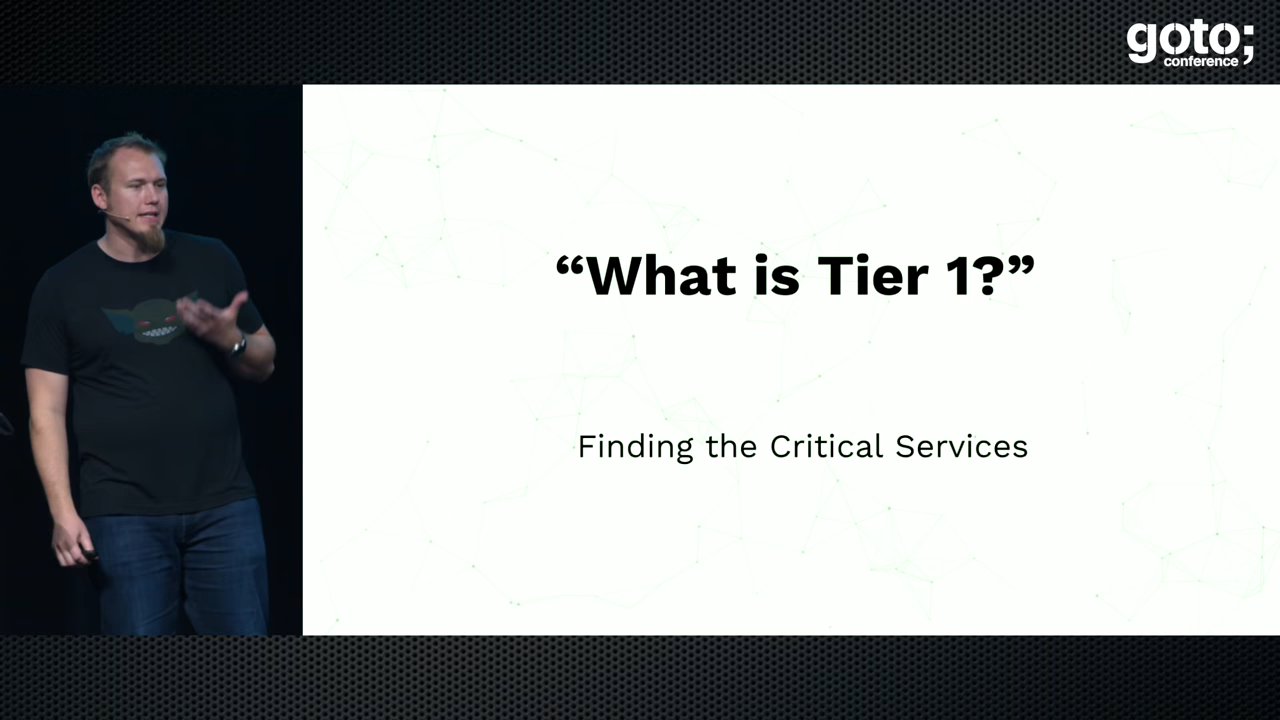 goto;
conference
“What is Tier 1?”
Finding the Critical Services